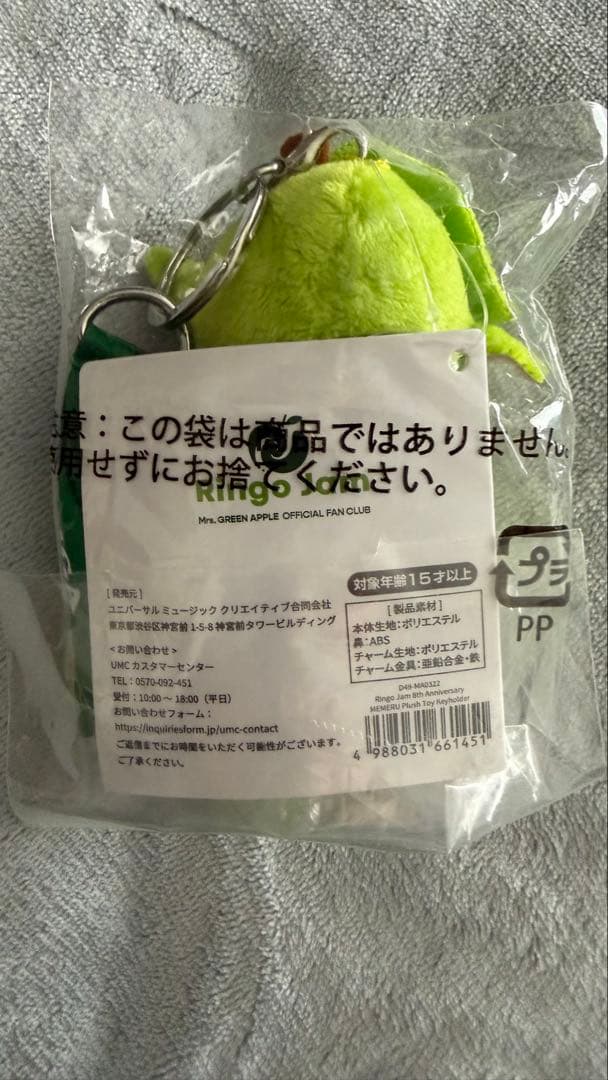 注意：この袋は商品ではありません。
使用せずにお捨てください。
Ringo Jam
Mrs. GREEN APPLE OFFICIAL FAN CLUB
[ 発売元 ]
ユニバーサル ミュージック クリエイティブ合同会社
東京都渋谷区神宮前 1-5-8 神宮前タワービルディング
< お問い合わせ >
UMC カスタマーセンター
TEL：0570-092-451
受付：10:00 ～ 18:00（平日）
お問い合わせフォーム：
https://inquiriesform.jp/umc-contact
ご返信までにお時間をいただく可能性がございます。
ご了承ください。
対象年齢15才以上
[ 製品素材 ]
本体生地：ポリエステル
鼻：ABS
チャーム生地：ポリエステル
チャーム金具：亜鉛合金・鉄
D49-MA0322
Ringo Jam 8th Anniversary
MEMERU Plush Toy Keyholder
4 988031 661451
プラ
PP